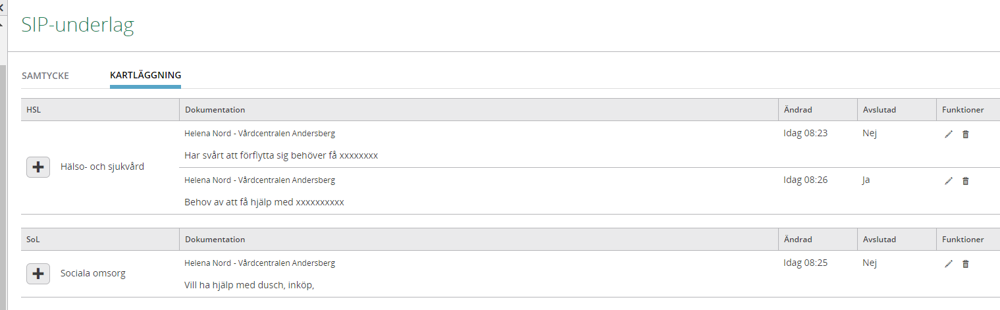 SIP-underlag
SAMTYCKE KARTLÄGGNING
HSL Dokumentation Ändrad Avslutad Funktioner
Helena Nord - Vårdcentralen Andersberg Idag 08:23 Nej
Har svårt att förflytta sig behöver få xxxxxxxx
Hälso- och sjukvård
Helena Nord - Vårdcentralen Andersberg Idag 08:26 Ja
Behov av att få hjälp med xxxxxxxxxx
SoL Dokumentation Ändrad Avslutad Funktioner
Helena Nord - Vårdcentralen Andersberg Idag 08:25 Nej
Sociala omsorg
Vill ha hjälp med dusch, inköp,